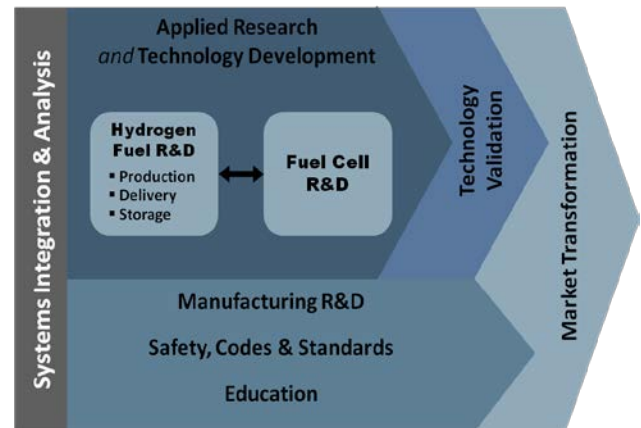 Systems Integration & Analysis
Applied Research
and Technology Development
Hydrogen
Fuel R&D
▪ Production
▪ Delivery
▪ Storage
Fuel Cell
R&D
Technology
Validation
Market Transformation
Manufacturing R&D
Safety, Codes & Standards
Education